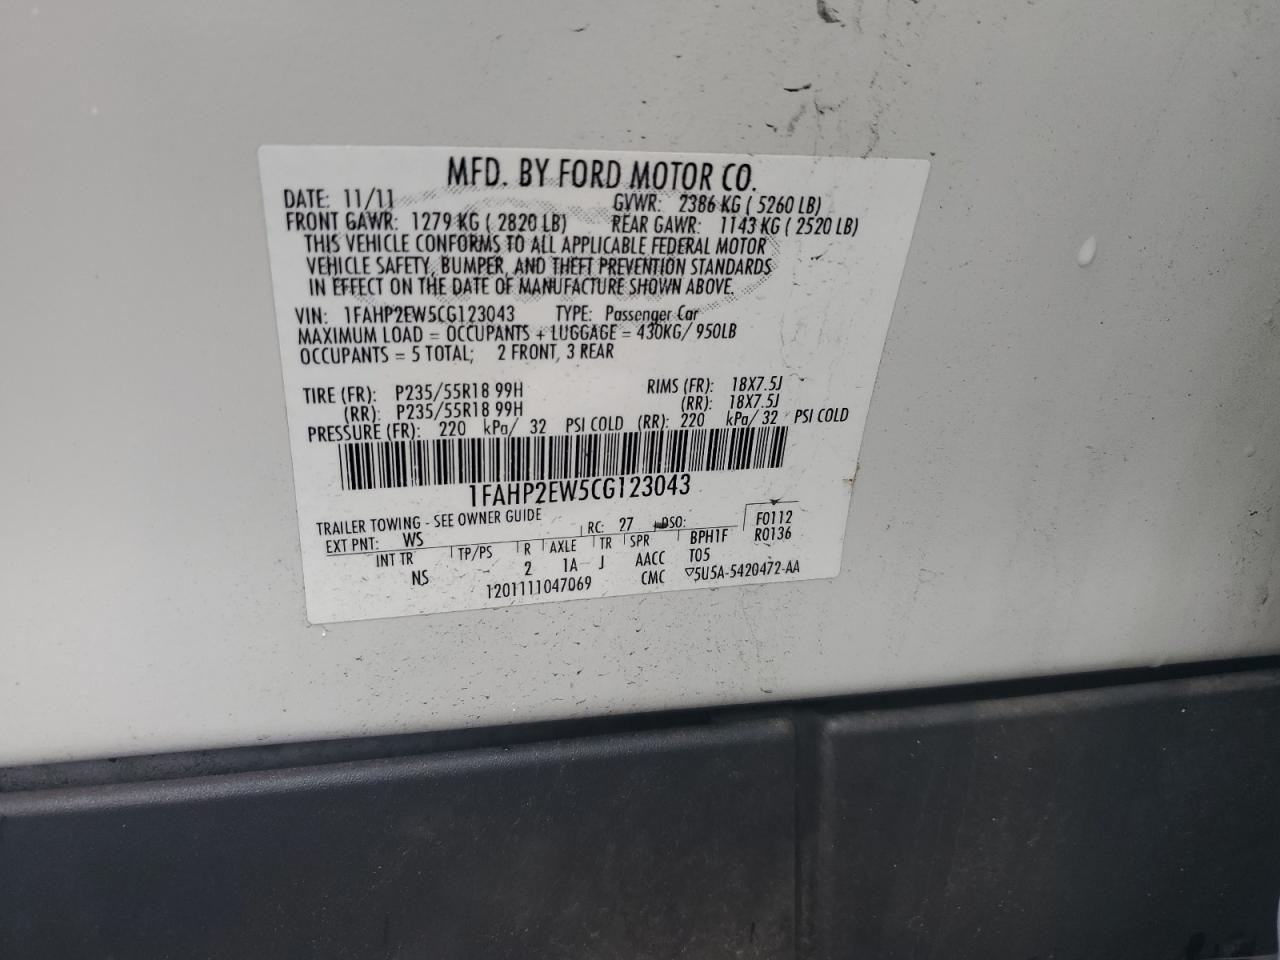 MFD. BY FORD MOTOR CO.
DATE: 11/11 GVWR: 2386 KG ( 5260 LB)
FRONT GAWR: 1279 KG ( 2820 LB) REAR GAWR: 1143 KG ( 2520 LB)
THIS VEHICLE CONFORMS TO ALL APPLICABLE FEDERAL MOTOR
VEHICLE SAFETY, BUMPER, AND THEFT PREVENTION STANDARDS
IN EFFECT ON THE DATE OF MANUFACTURE SHOWN ABOVE.
VIN: 1FAHP2EW5CG123043 TYPE: Passenger Car
MAXIMUM LOAD = OCCUPANTS + LUGGAGE = 430KG/ 950LB
OCCUPANTS = 5 TOTAL; 2 FRONT, 3 REAR
TIRE (FR): P235/55R18 99H RIMS (FR): 18X7.5J
(RR): P235/55R18 99H (RR): 18X7.5J
PRESSURE (FR): 220 kPa/ 32 PSI COLD (RR): 220 kPa/ 32 PSI COLD
1FAHP2EW5CG123043
TRAILER TOWING - SEE OWNER GUIDE
EXT PNT: WS RC: 27 DSO: F0112
INT TR TP/PS R AXLE TR SPR BPH1F R0136
NS - 2 1A J AACC T05
1201111047069 CMC ▽5U5A-5420472-AA